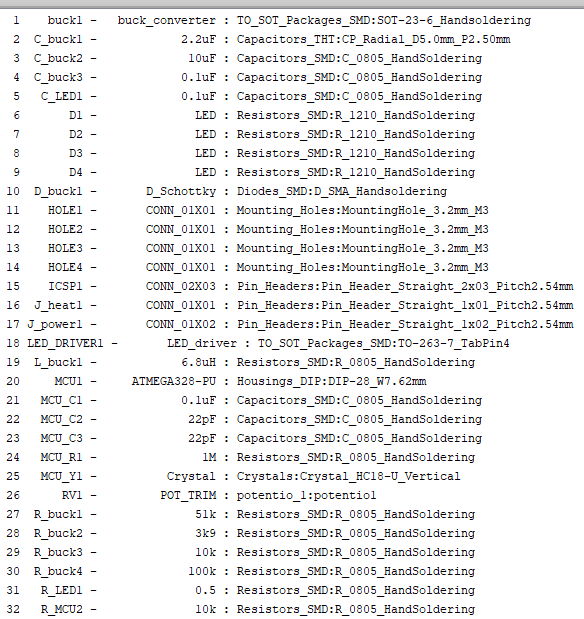 1 buck1 - buck_converter : TO_SOT_Packages_SMD:SOT-23-6_Handsoldering
2 C_buck1 - 2.2uF : Capacitors_THT:CP_Radial_D5.0mm_P2.50mm
3 C_buck2 - 10uF : Capacitors_SMD:C_0805_HandSoldering
4 C_buck3 - 0.1uF : Capacitors_SMD:C_0805_HandSoldering
5 C_LED1 - 0.1uF : Capacitors_SMD:C_0805_HandSoldering
6 D1 - LED : Resistors_SMD:R_1210_HandSoldering
7 D2 - LED : Resistors_SMD:R_1210_HandSoldering
8 D3 - LED : Resistors_SMD:R_1210_HandSoldering
9 D4 - LED : Resistors_SMD:R_1210_HandSoldering
10 D_buck1 - D_Schottky : Diodes_SMD:D_SMA_Handsoldering
11 HOLE1 - CONN_01X01 : Mounting_Holes:MountingHole_3.2mm_M3
12 HOLE2 - CONN_01X01 : Mounting_Holes:MountingHole_3.2mm_M3
13 HOLE3 - CONN_01X01 : Mounting_Holes:MountingHole_3.2mm_M3
14 HOLE4 - CONN_01X01 : Mounting_Holes:MountingHole_3.2mm_M3
15 ICSP1 - CONN_02X03 : Pin_Headers:Pin_Header_Straight_2x03_Pitch2.54mm
16 J_heat1 - CONN_01X01 : Pin_Headers:Pin_Header_Straight_1x01_Pitch2.54mm
17 J_power1 - CONN_01X02 : Pin_Headers:Pin_Header_Straight_1x02_Pitch2.54mm
18 LED_DRIVER1 - LED_driver : TO_SOT_Packages_SMD:TO-263-7_TabPin4
19 L_buck1 - 6.8uH : Resistors_SMD:R_0805_HandSoldering
20 MCU1 - ATMEGA328-PU : Housings_DIP:DIP-28_W7.62mm
21 MCU_C1 - 0.1uF : Capacitors_SMD:C_0805_HandSoldering
22 MCU_C2 - 22pF : Capacitors_SMD:C_0805_HandSoldering
23 MCU_C3 - 22pF : Capacitors_SMD:C_0805_HandSoldering
24 MCU_R1 - 1M : Resistors_SMD:R_0805_HandSoldering
25 MCU_Y1 - Crystal : Crystals:Crystal_HC18-U_Vertical
26 RV1 - POT_TRIM : potentio_1:potentio1
27 R_buck1 - 51k : Resistors_SMD:R_0805_HandSoldering
28 R_buck2 - 3k9 : Resistors_SMD:R_0805_HandSoldering
29 R_buck3 - 10k : Resistors_SMD:R_0805_HandSoldering
30 R_buck4 - 100k : Resistors_SMD:R_0805_HandSoldering
31 R_LED1 - 0.5 : Resistors_SMD:R_0805_HandSoldering
32 R_MCU2 - 10k : Resistors_SMD:R_0805_HandSoldering